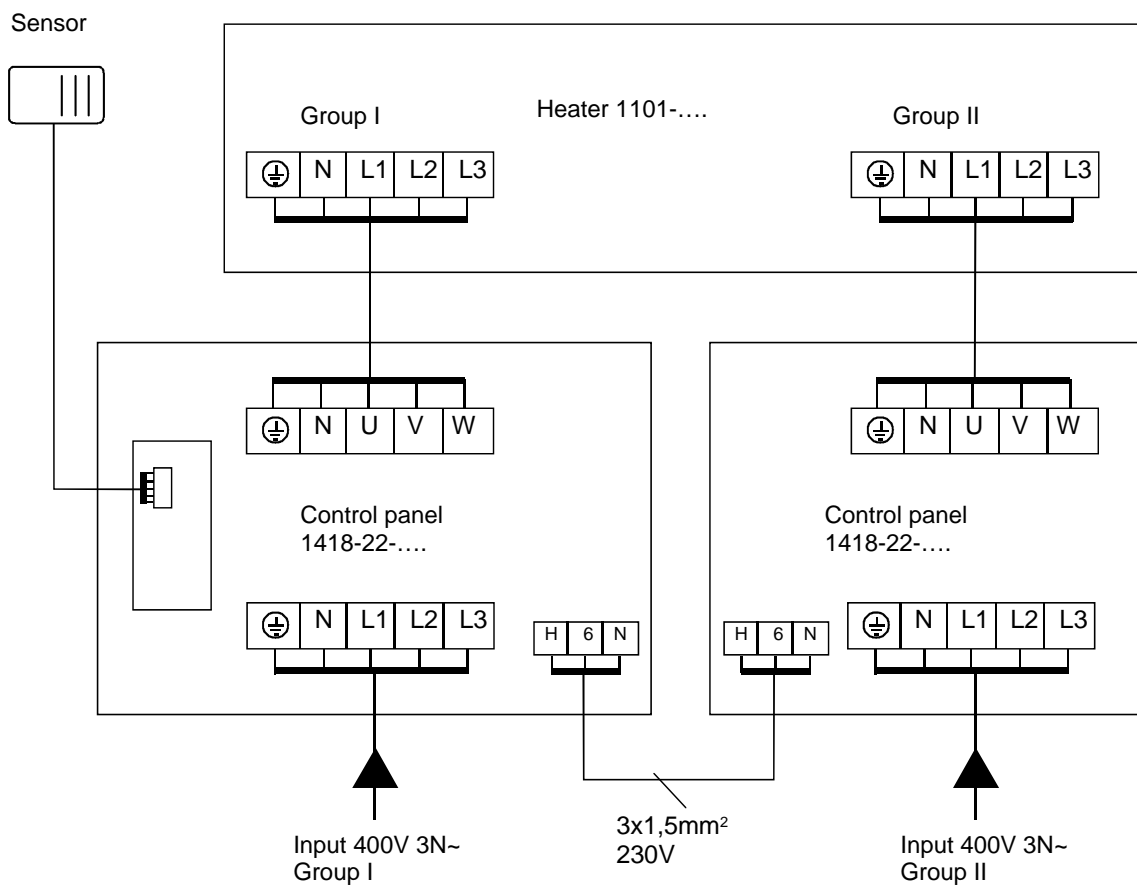 Sensor
Heater 1101-….
Group I
Group II
N L1 L2 L3
N L1 L2 L3
N U V W
N U V W
Control panel
1418-22-….
Control panel
1418-22-….
N L1 L2 L3
H 6 N
H 6 N
N L1 L2 L3
3x1,5mm²
230V
Input 400V 3N~
Group I
Input 400V 3N~
Group II